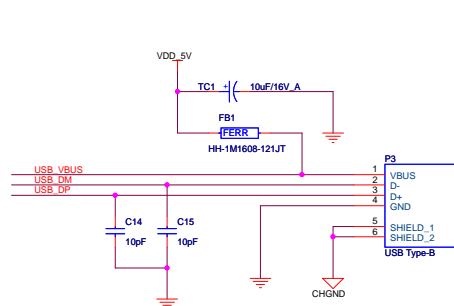 VDD_5V
TC1 + 10uF/16V_A
FB1
FERR
HH-1M1608-121JT
P3
USB_VBUS 1 VBUS
USB_DM 2 D-
USB_DP 3 D+
4 GND
C14 C15
10pF 10pF
5 SHIELD_1
6 SHIELD_2
USB Type-B
CHGND